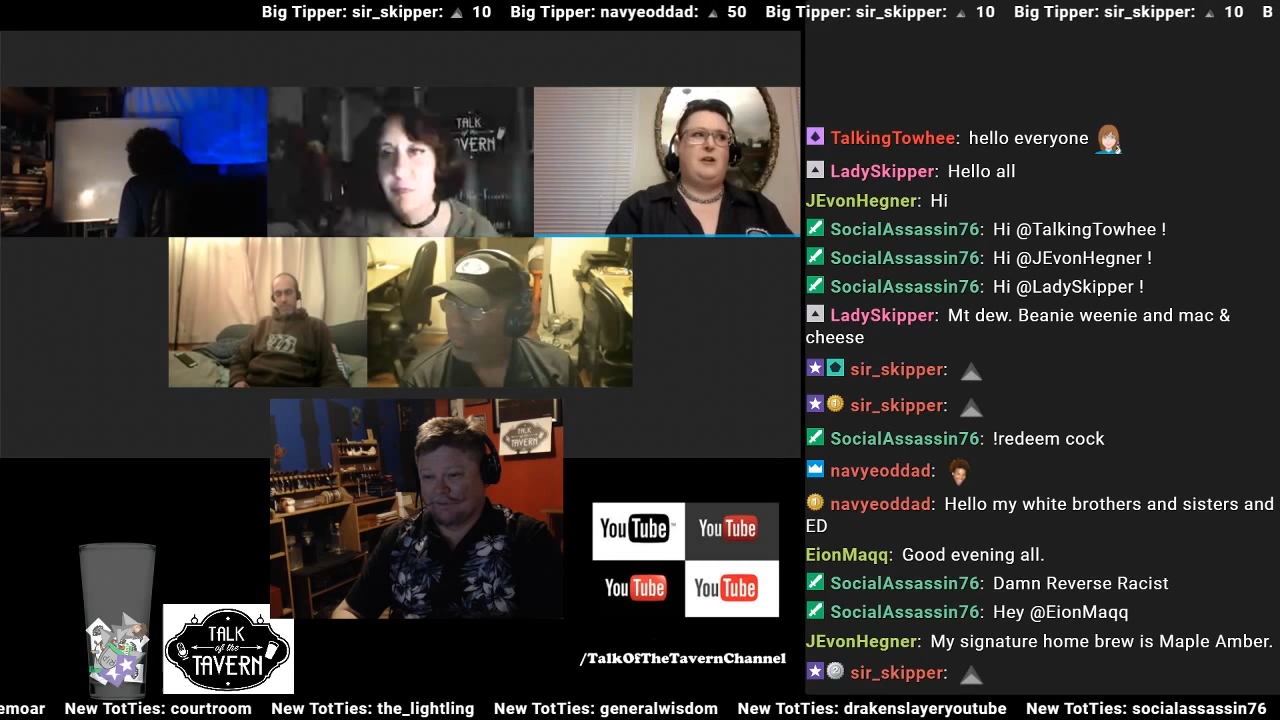 Big Tipper: sir_skipper: 10 Big Tipper: navyeoddad: 50 Big Tipper: sir_skipper: 10 Big Tipper: sir_skipper: 10 B
TALK
TAVERN
TalkingTowhee: hello everyone
LadySkipper: Hello all
JEvonHegner: Hi
SocialAssassin76: Hi @TalkingTowhee !
SocialAssassin76: Hi @JEvonHegner !
SocialAssassin76: Hi @LadySkipper !
LadySkipper: Mt dew. Beanie weenie and mac &
cheese
sir_skipper:
sir_skipper:
SocialAssassin76: !redeem cock
navyeoddad:
navyeoddad: Hello my white brothers and sisters and
ED
EionMaqq: Good evening all.
SocialAssassin76: Damn Reverse Racist
SocialAssassin76: Hey @EionMaqq
JEvonHegner: My signature home brew is Maple Amber.
sir_skipper:
TALK
TAVERN
YouTube YouTube
YouTube YouTube
TALK
of the
TAVERN
/TalkOfTheTavernChannel
emoar New TotTies: courtroom New TotTies: the_lightling New TotTies: generalwisdom New TotTies: drakenslayeryoutube New TotTies: socialassassin76